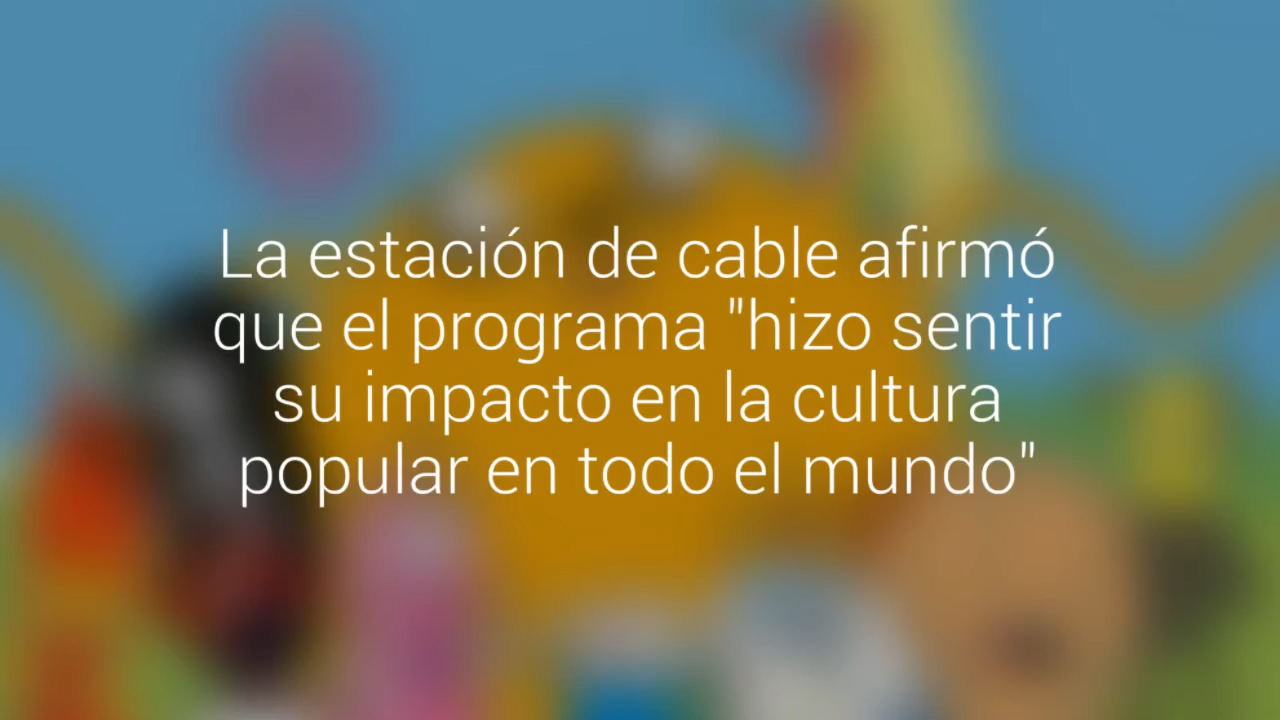 La estación de cable afirmó
que el programa "hizo sentir
su impacto en la cultura
popular en todo el mundo"